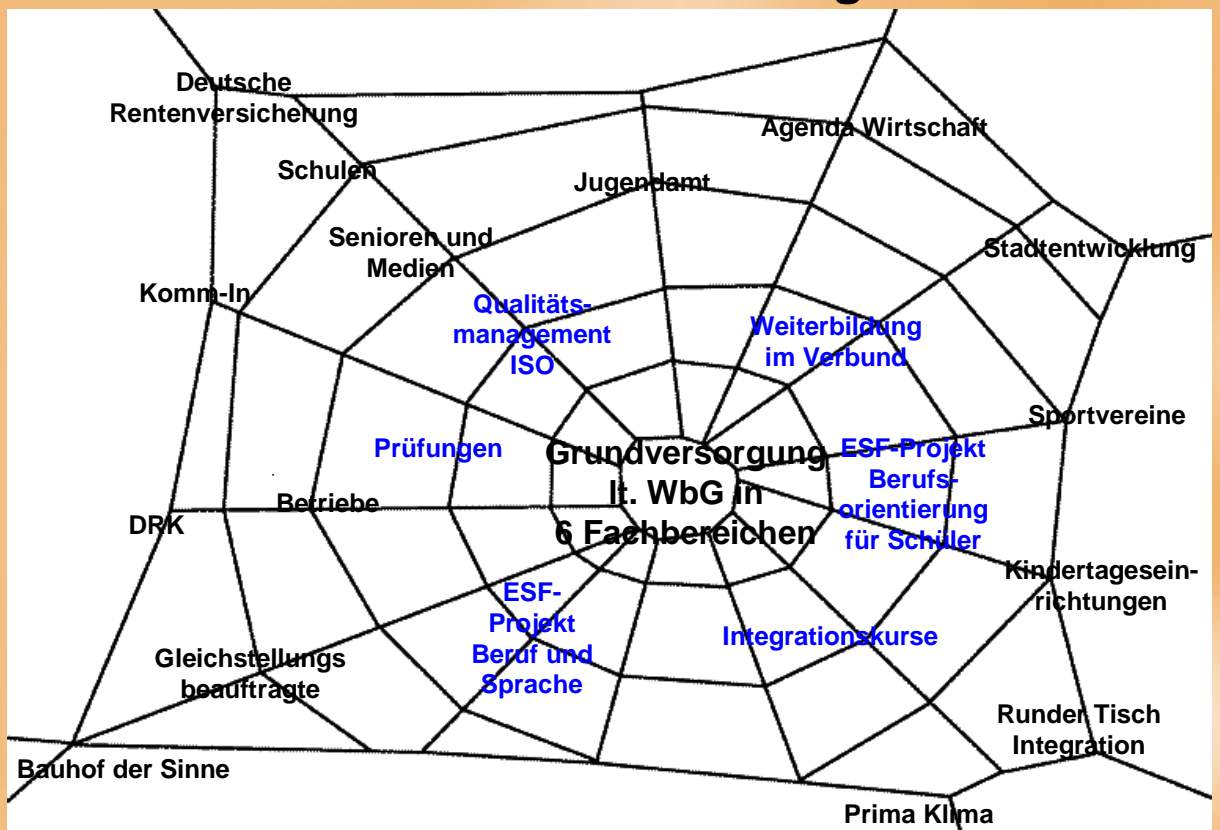 Deutsche
Rentenversicherung
Agenda Wirtschaft
Schulen
Jugendamt
Senioren und
Medien
Stadtentwicklung
Komm-In
Qualitäts-
management
ISO
Weiterbildung
im Verbund
Sportvereine
Prüfungen
Grundversorgung
lt. WbG in
6 Fachbereichen
ESF-Projekt
Berufs-
orientierung
für Schüler
Betriebe
DRK
Kindertagesein-
richtungen
ESF-
Projekt
Beruf und
Sprache
Integrationskurse
Gleichstellungs
beauftragte
Runder Tisch
Integration
Bauhof der Sinne
Prima Klima